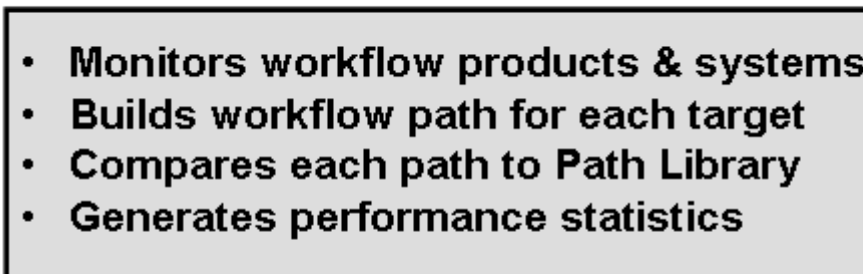 • Monitors workflow products & systems
• Builds workflow path for each target
• Compares each path to Path Library
• Generates performance statistics